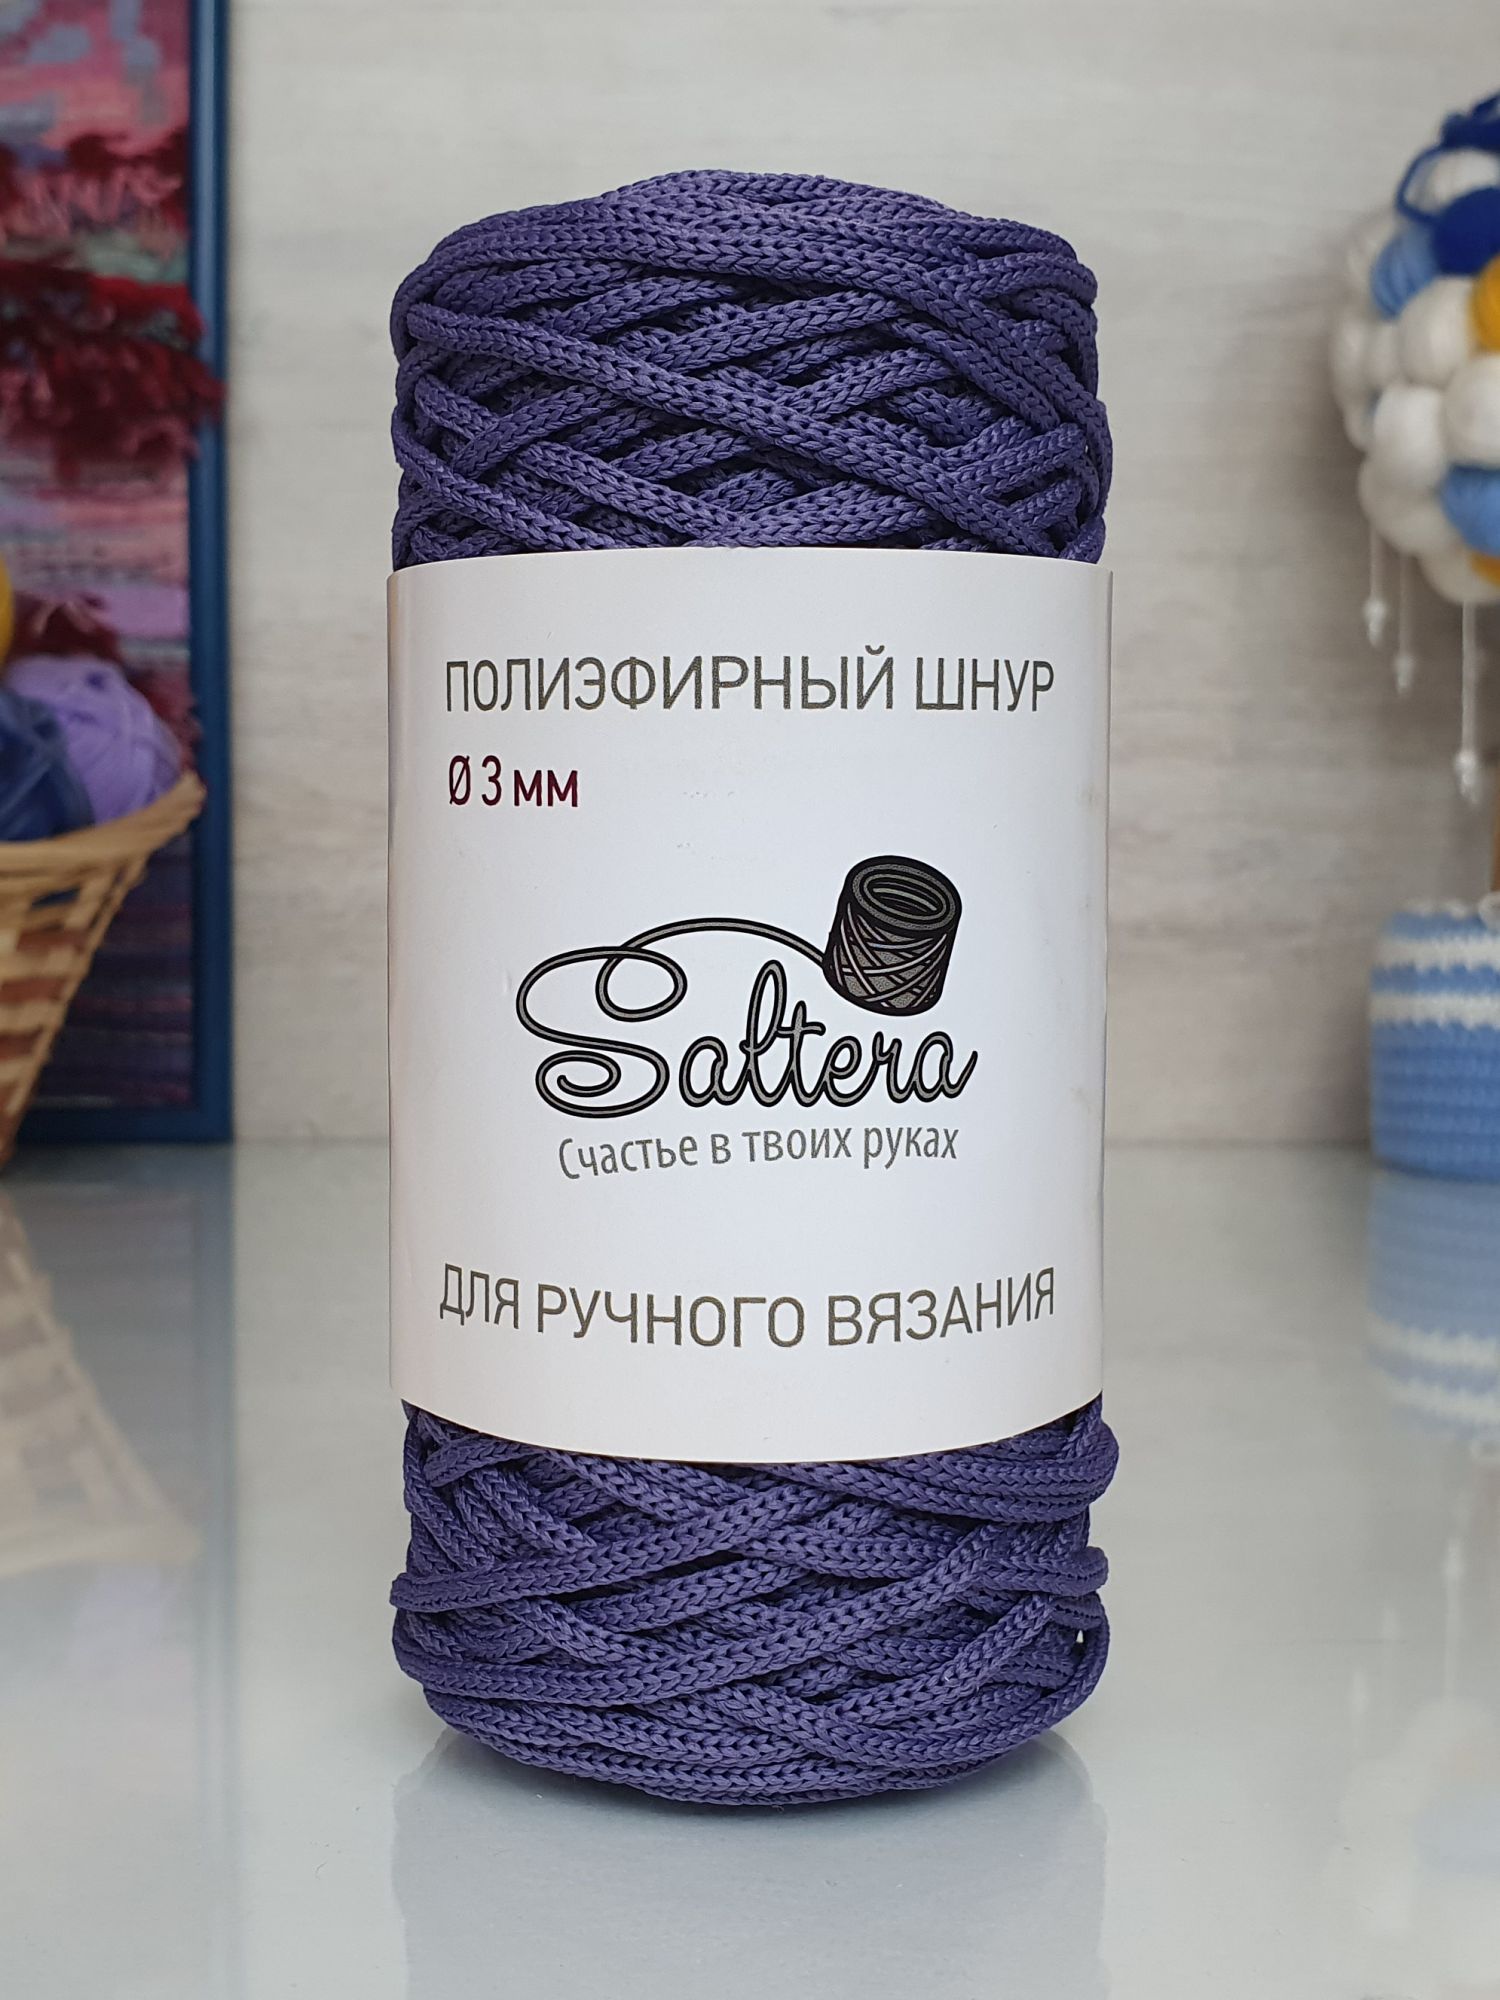 ПОЛИЭФИРНЫЙ ШНУР
Ø 3 мм
Saltera
Счастье в твоих руках
ДЛЯ РУЧНОГО ВЯЗАНИЯ